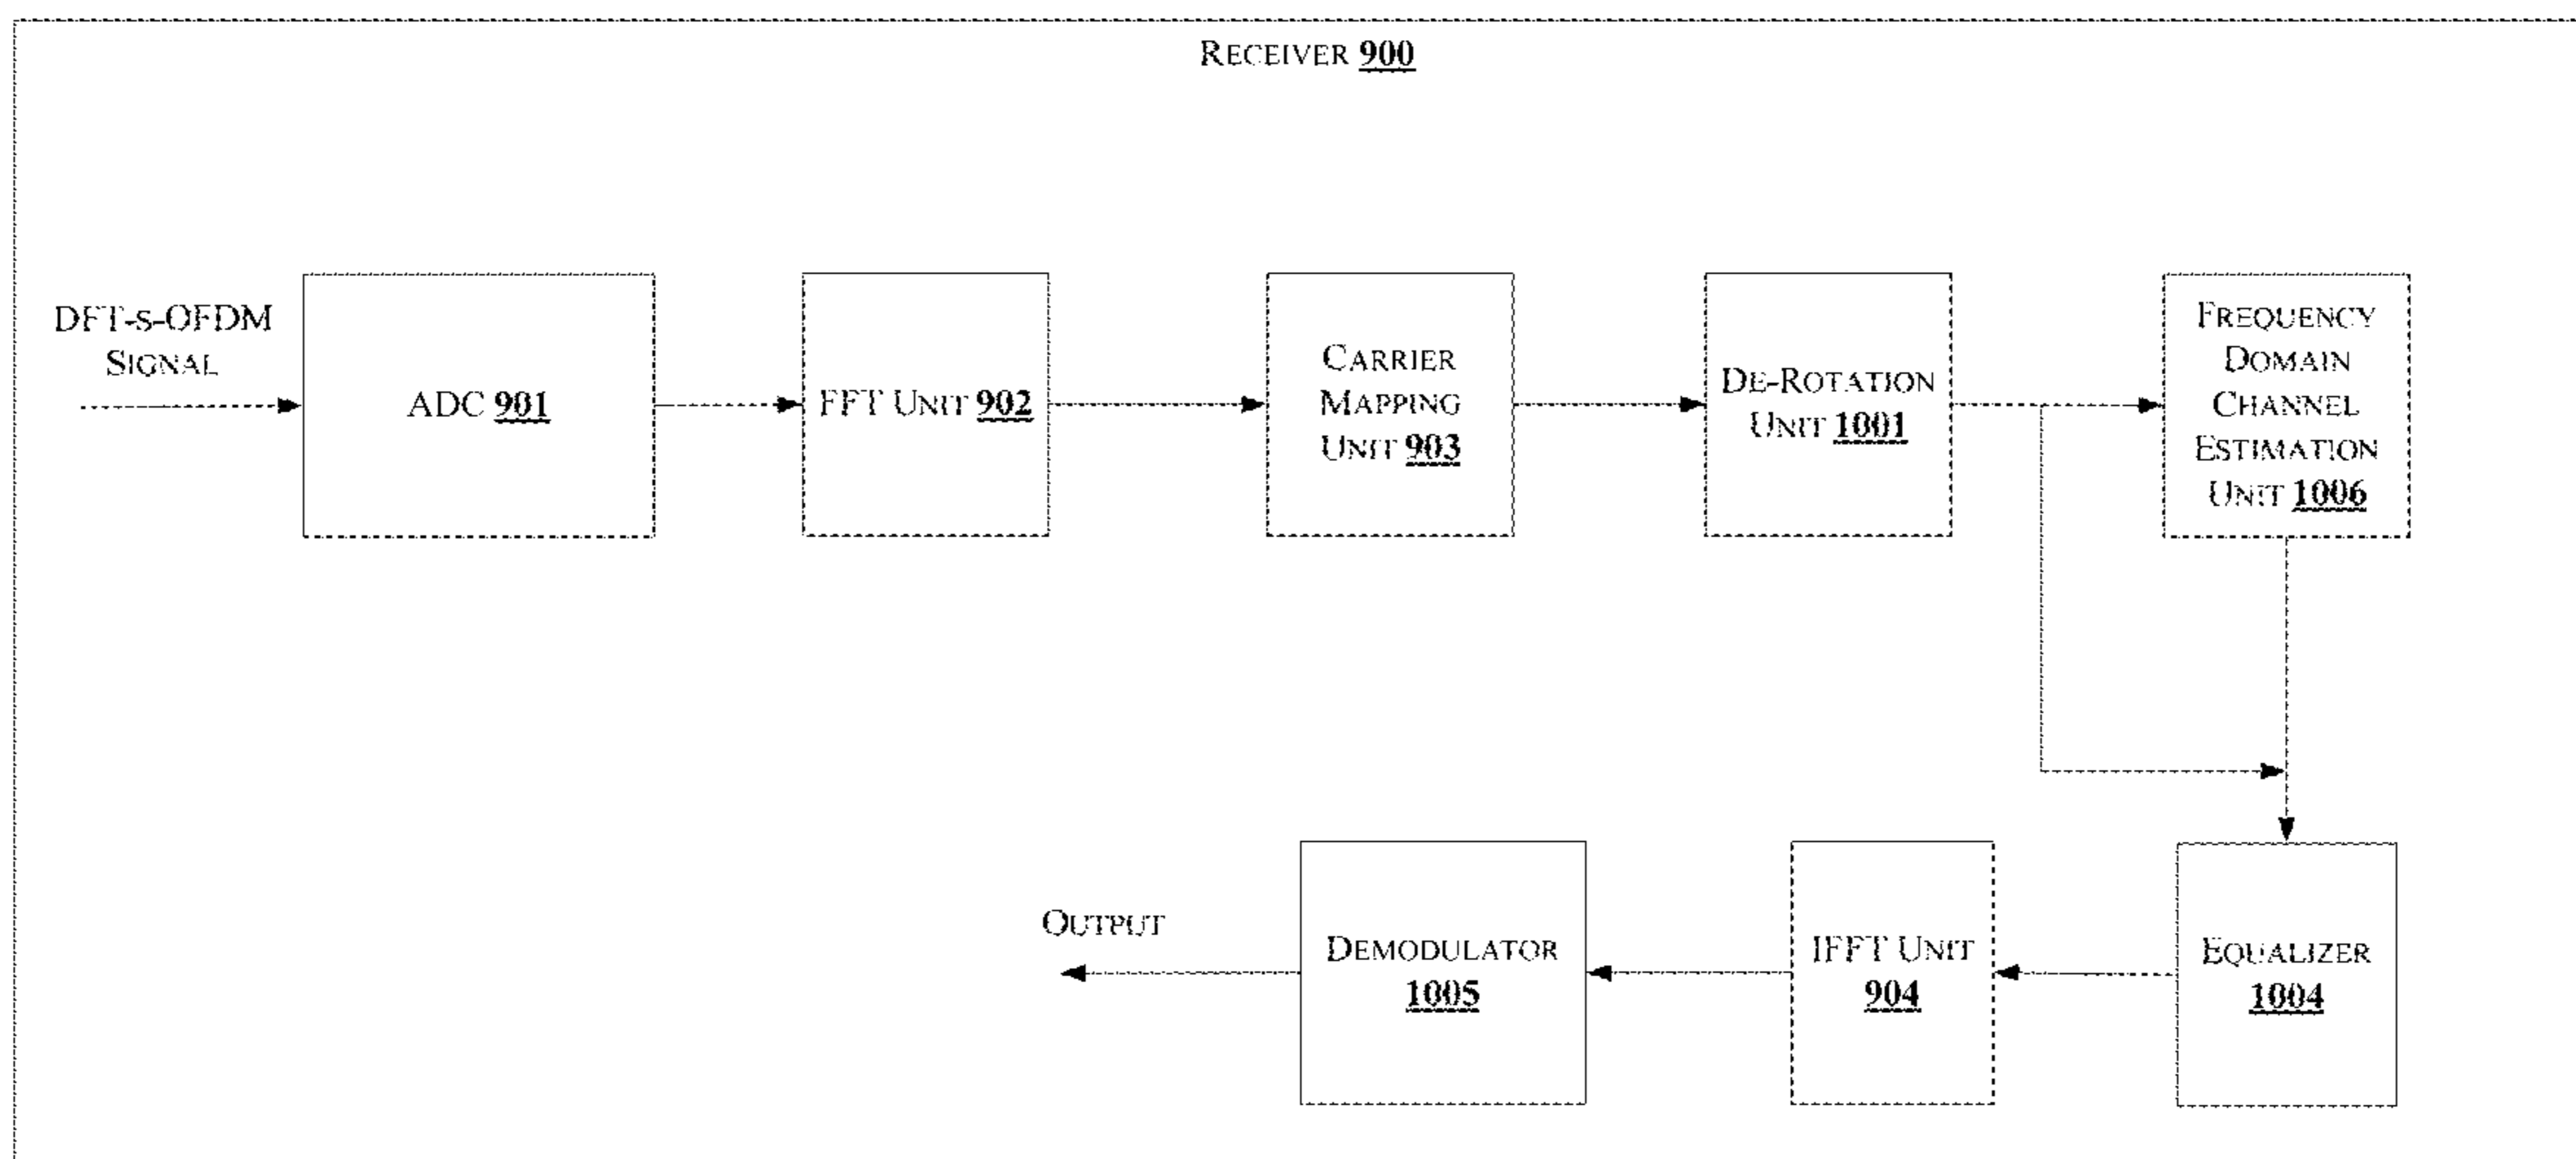 RECEIVER 900
DFT-s-OFDM
SIGNAL
ADC 901
FFT UNIT 902
CARRIER
MAPPING
UNIT 903
DE-ROTATION
UNIT 1001
FREQUENCY
DOMAIN
CHANNEL
ESTIMATION
UNIT 1006
OUTPUT
DEMODULATOR
1005
IFFT UNIT
904
EQUALIZER
1004